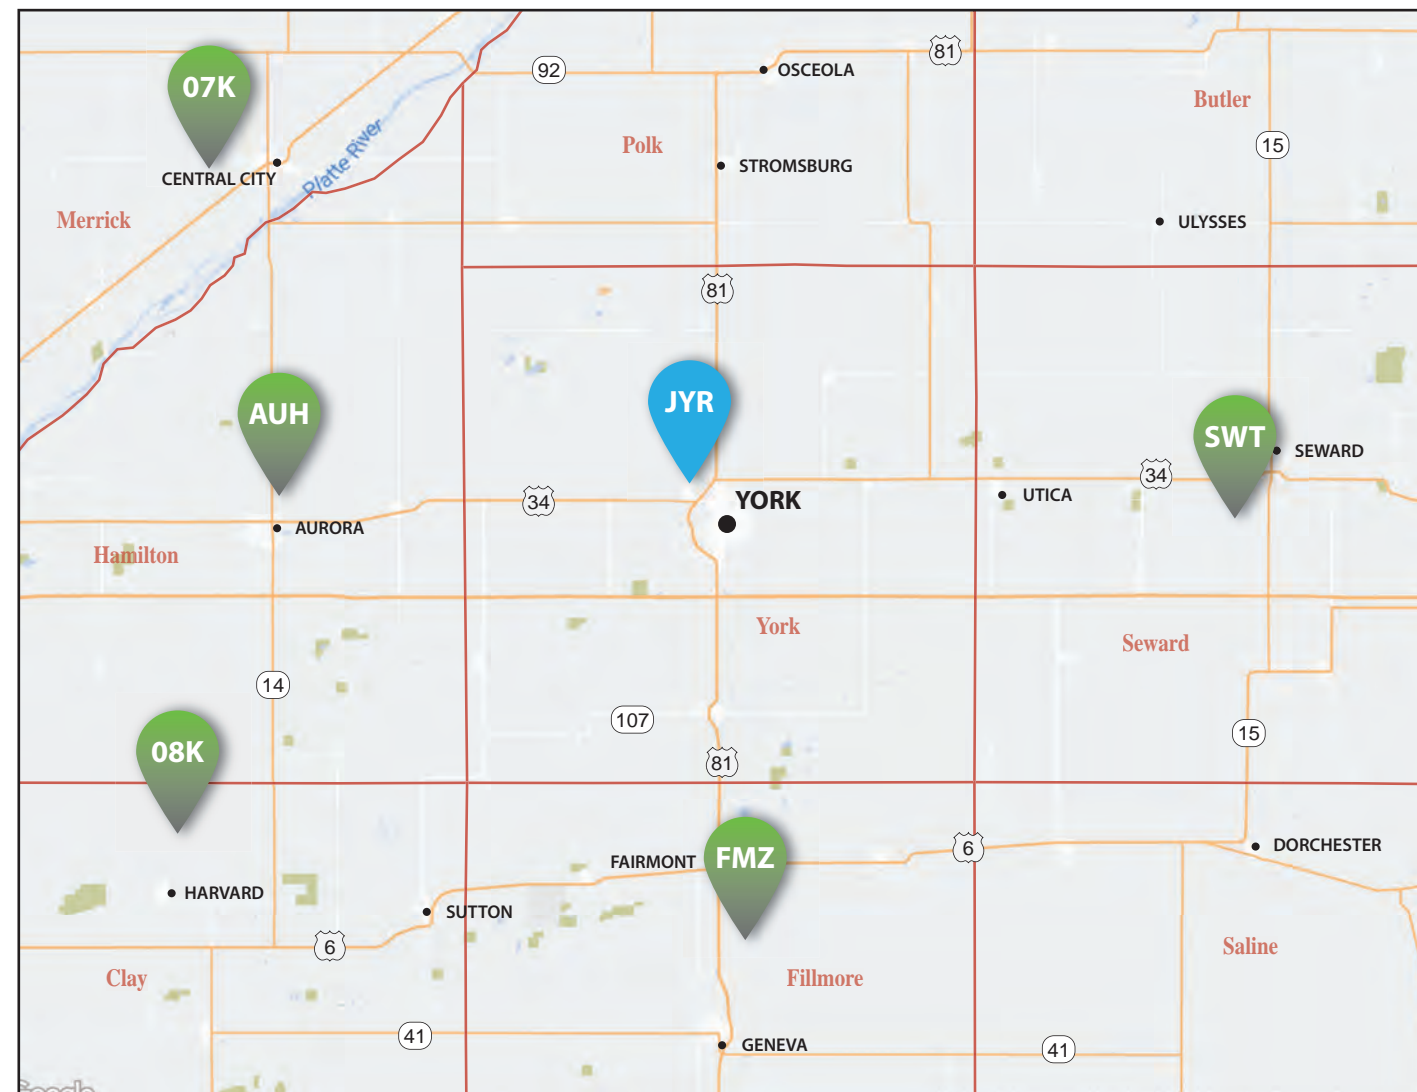 81
OSCEOLA
92
07K
Butler
Polk
15
Platte River
CENTRAL CITY
STROMSBURG
Merrick
ULYSSES
81
JYR
AUH
SWT
SEWARD
34
UTICA
34
YORK
AURORA
Hamilton
York
Seward
14
107
15
08K
81
6
DORCHESTER
FAIRMONT
FMZ
HARVARD
SUTTON
6
Saline
Clay
Fillmore
41
GENEVA
41